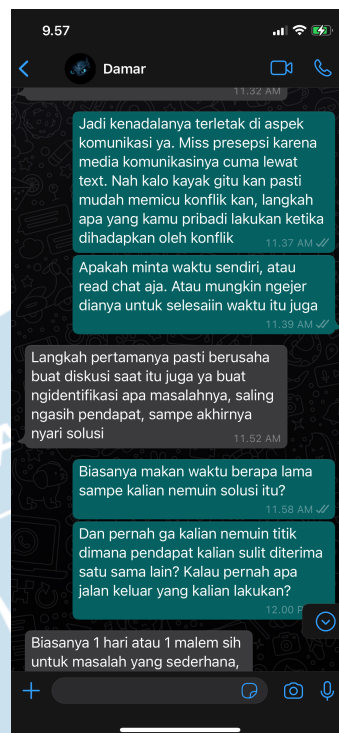 9.57
Damar
11.32 AM
Jadi kenadalanya terletak di aspek
komunikasi ya. Miss presepsi karena
media komunikasinya cuma lewat
text. Nah kalo kayak gitu kan pasti
mudah memicu konflik kan, langkah
apa yang kamu pribadi lakukan ketika
dihadapkan oleh konflik 11.37 AM
Apakah minta waktu sendiri, atau
read chat aja. Atau mungkin ngejer
dianya untuk selesaiin waktu itu juga
11.39 AM
Langkah pertamanya pasti berusaha
buat diskusi saat itu juga ya buat
ngidentifikasi apa masalahnya, saling
ngasih pendapat, sampe akhirnya
nyari solusi 11.52 AM
Biasanya makan waktu berapa lama
sampe kalian nemuin solusi itu?
11.58 AM
Dan pernah ga kalian nemuin titik
dimana pendapat kalian sulit diterima
satu sama lain? Kalau pernah apa
jalan keluar yang kalian lakukan?
12.00 P
Biasanya 1 hari atau 1 malem sih
untuk masalah yang sederhana,